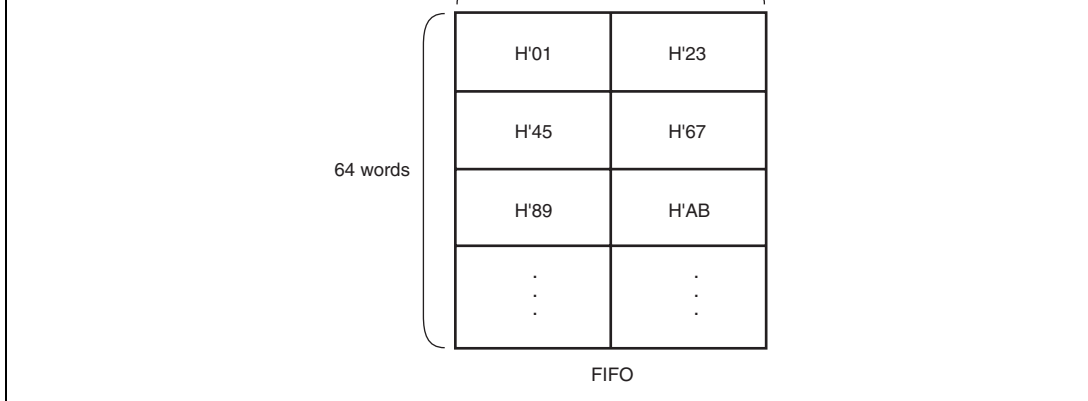 H'01 H'23
H'45 H'67
64 words
H'89 H'AB
. .
. .
. .
FIFO